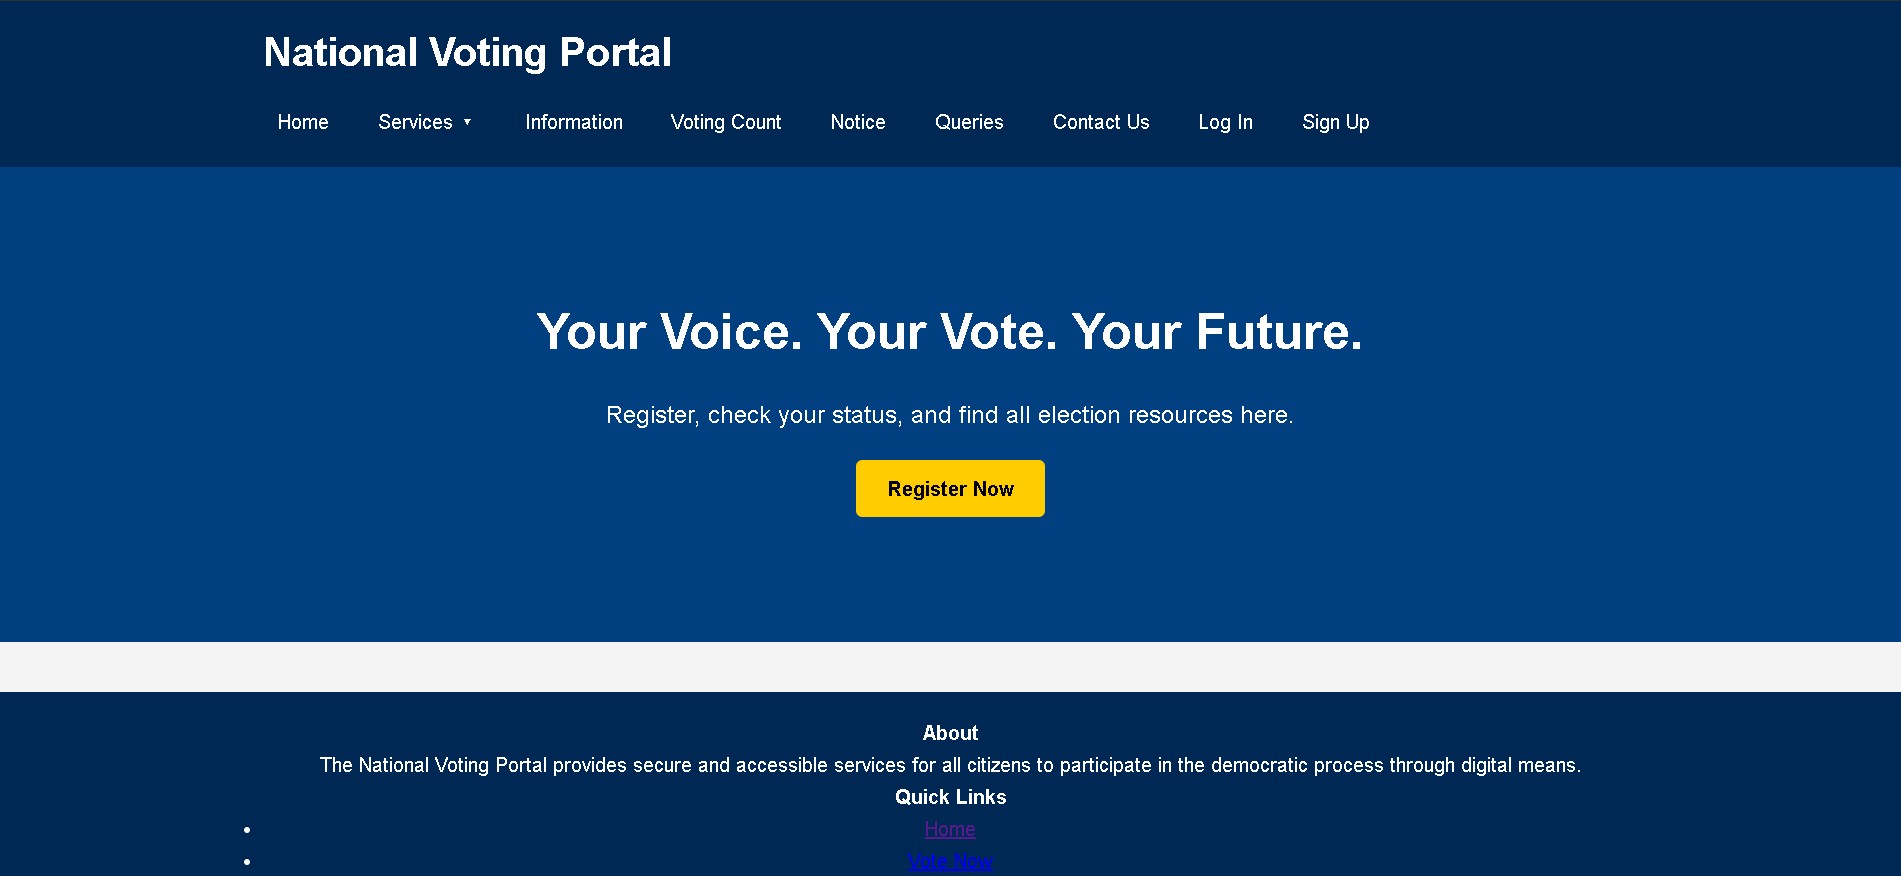 National Voting Portal
Home Services ▼ Information Voting Count Notice Queries Contact Us Log In Sign Up
Your Voice. Your Vote. Your Future.
Register, check your status, and find all election resources here.
Register Now
About
The National Voting Portal provides secure and accessible services for all citizens to participate in the democratic process through digital means.
Quick Links
• Home
• Vote Now